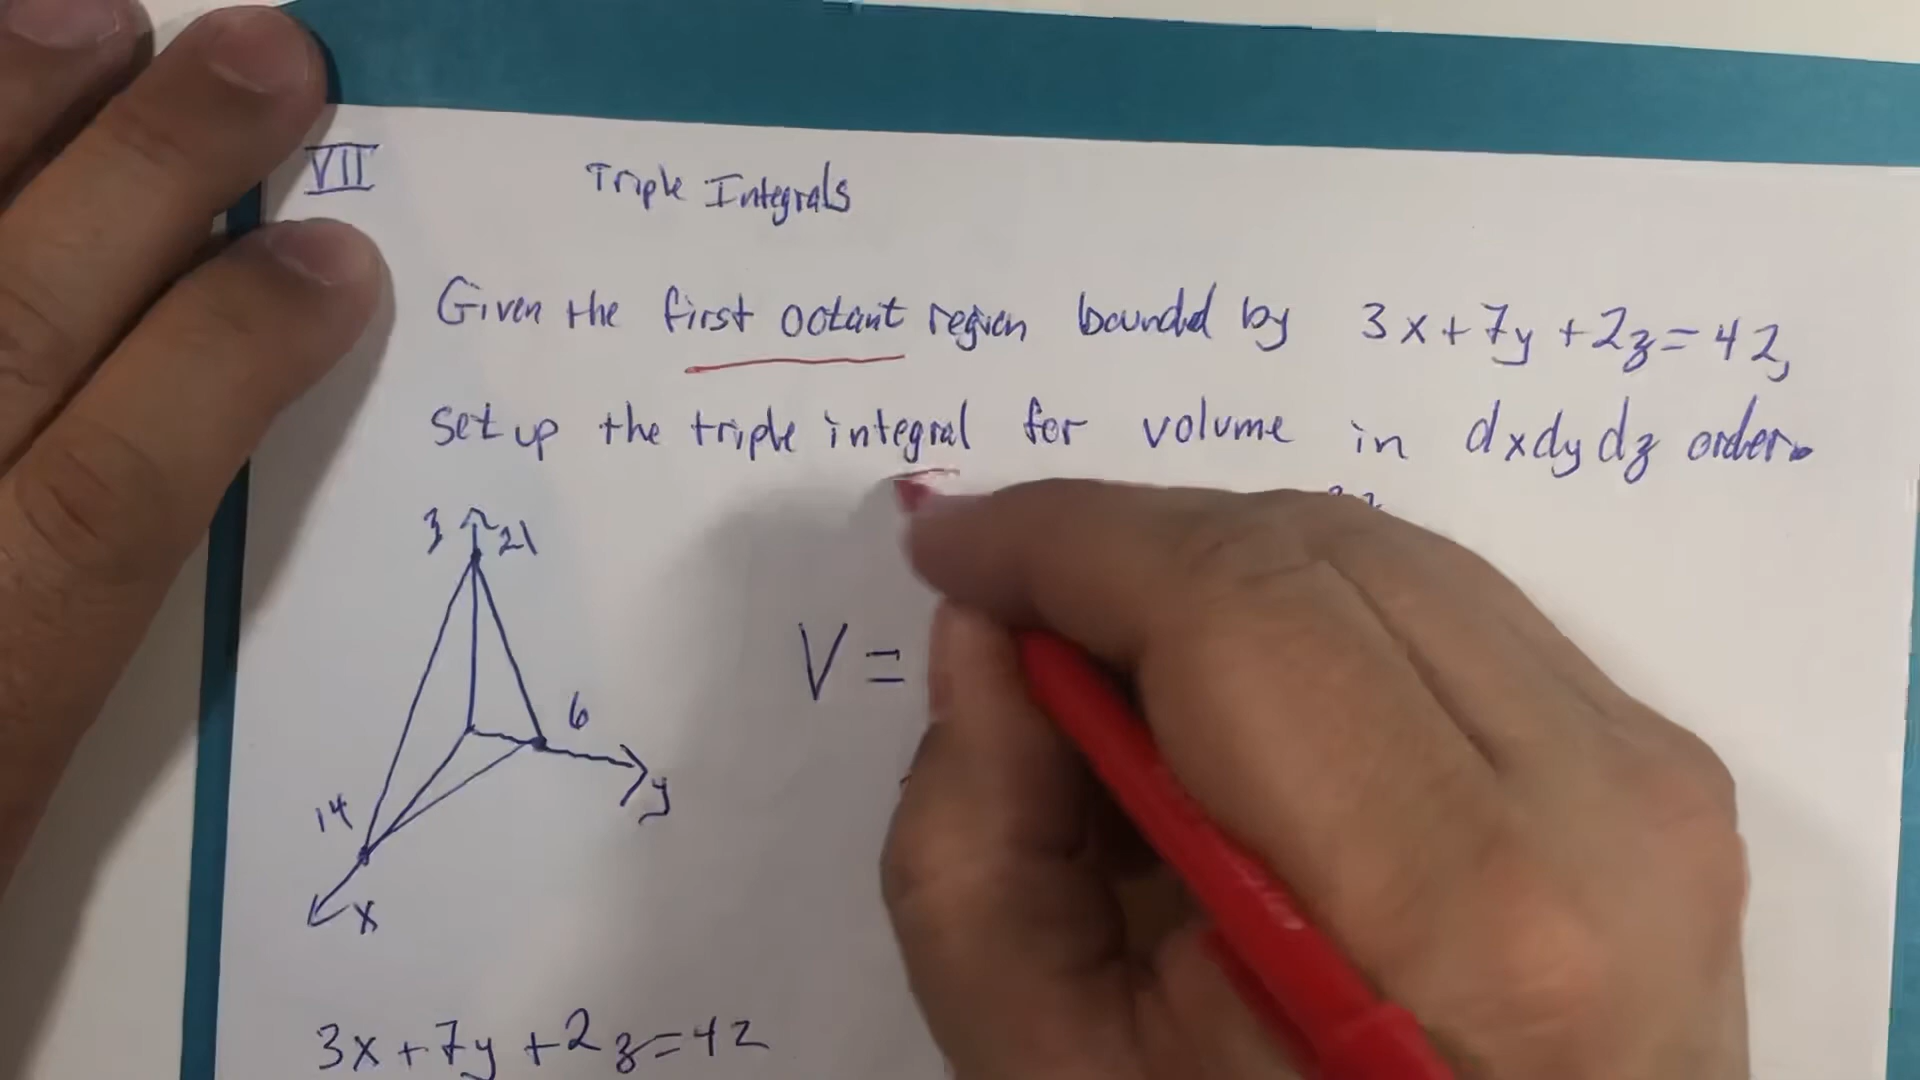 VII
Triple Integrals
Given the first octant region bounded by 3x+7y+2z=42,
set up the triple integral for volume in dxdydz order.
z 21
V =
6
y
14
x
3x+7y+2z=42